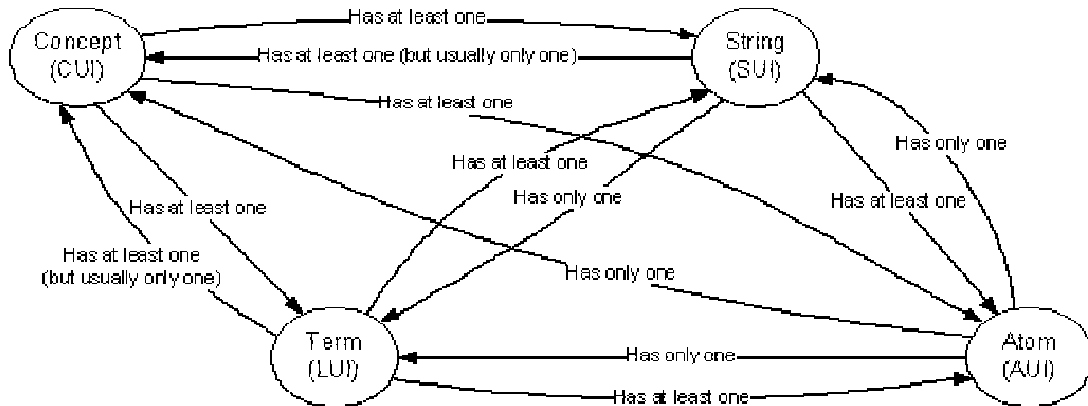 Has at least one
Concept
(CUI)
String
(SUI)
Has at least one (but usually only one)
Has at least one
Has only one
Has at least one
Has only one
Has at least one
Has at least one
Has at least one
(but usually only one)
Has only one
Term
(LUI)
Atom
(AUI)
Has only one
Has at least one